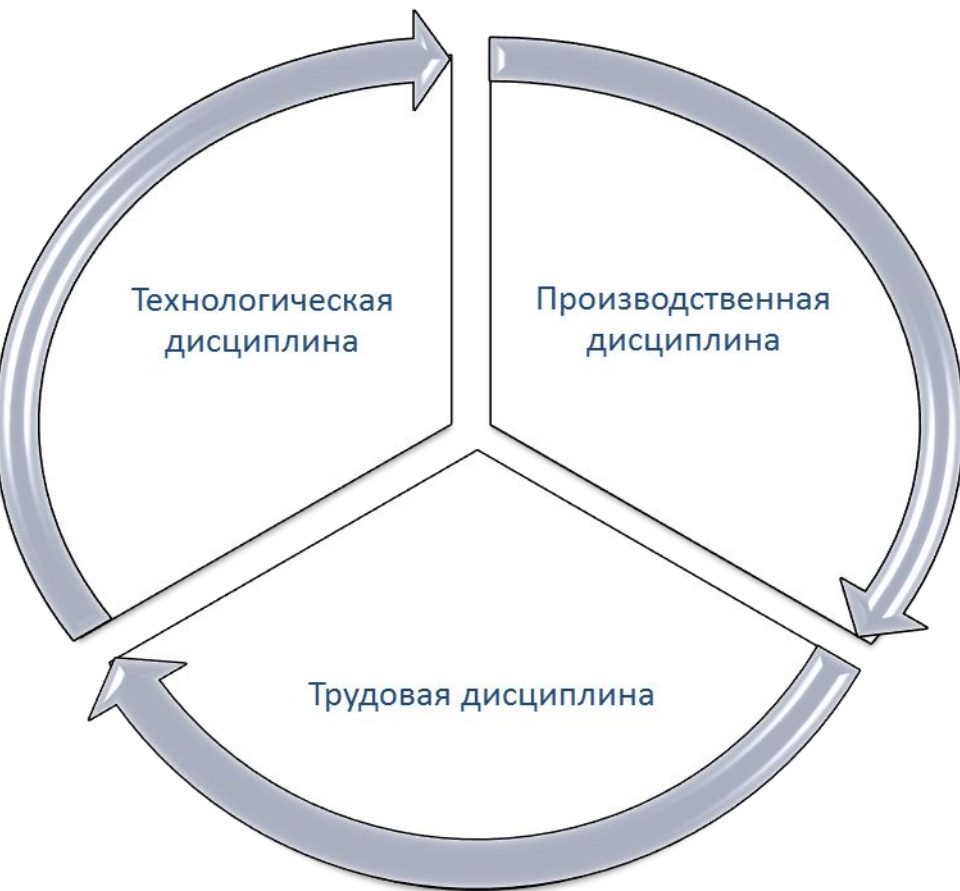 Технологическая
дисциплина
Производственная
дисциплина
Трудовая дисциплина